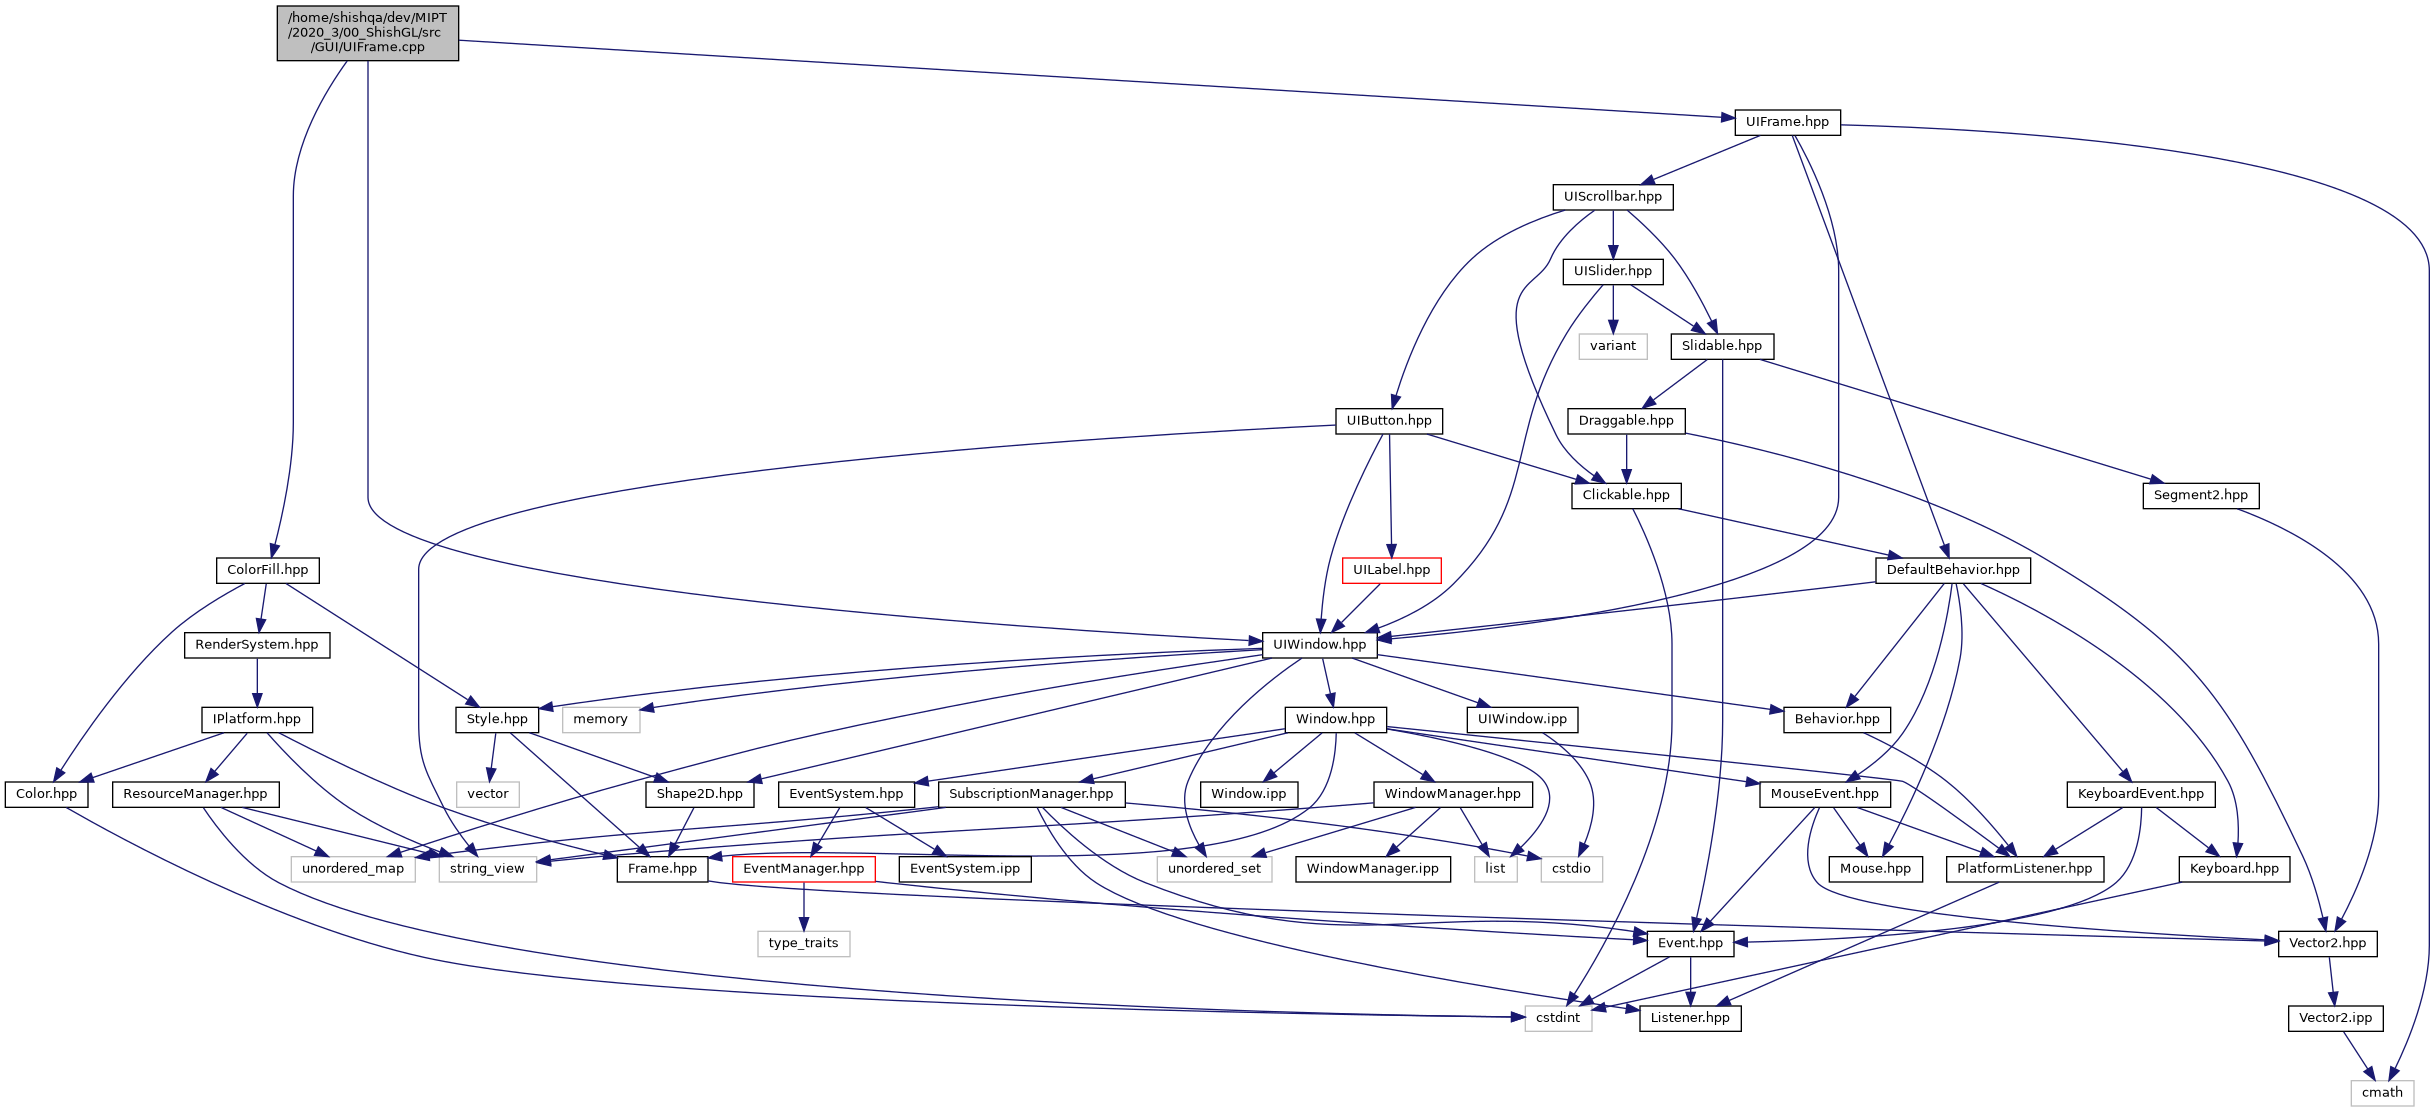 /home/shishqa/dev/MIPT
/2020_3/00_ShishGL/src
/GUI/UIFrame.cpp
UIFrame.hpp
UIScrollbar.hpp
UISlider.hpp
variant
Slidable.hpp
UIButton.hpp
Draggable.hpp
Clickable.hpp
Segment2.hpp
ColorFill.hpp
UILabel.hpp
DefaultBehavior.hpp
RenderSystem.hpp
UIWindow.hpp
IPlatform.hpp
Style.hpp
memory
Window.hpp
UIWindow.ipp
Behavior.hpp
Color.hpp
ResourceManager.hpp
vector
Shape2D.hpp
EventSystem.hpp
SubscriptionManager.hpp
Window.ipp
WindowManager.hpp
MouseEvent.hpp
KeyboardEvent.hpp
unordered_map
string_view
Frame.hpp
EventManager.hpp
EventSystem.ipp
unordered_set
WindowManager.ipp
list
cstdio
Mouse.hpp
PlatformListener.hpp
Keyboard.hpp
type_traits
Event.hpp
Vector2.hpp
cstdint
Listener.hpp
Vector2.ipp
cmath